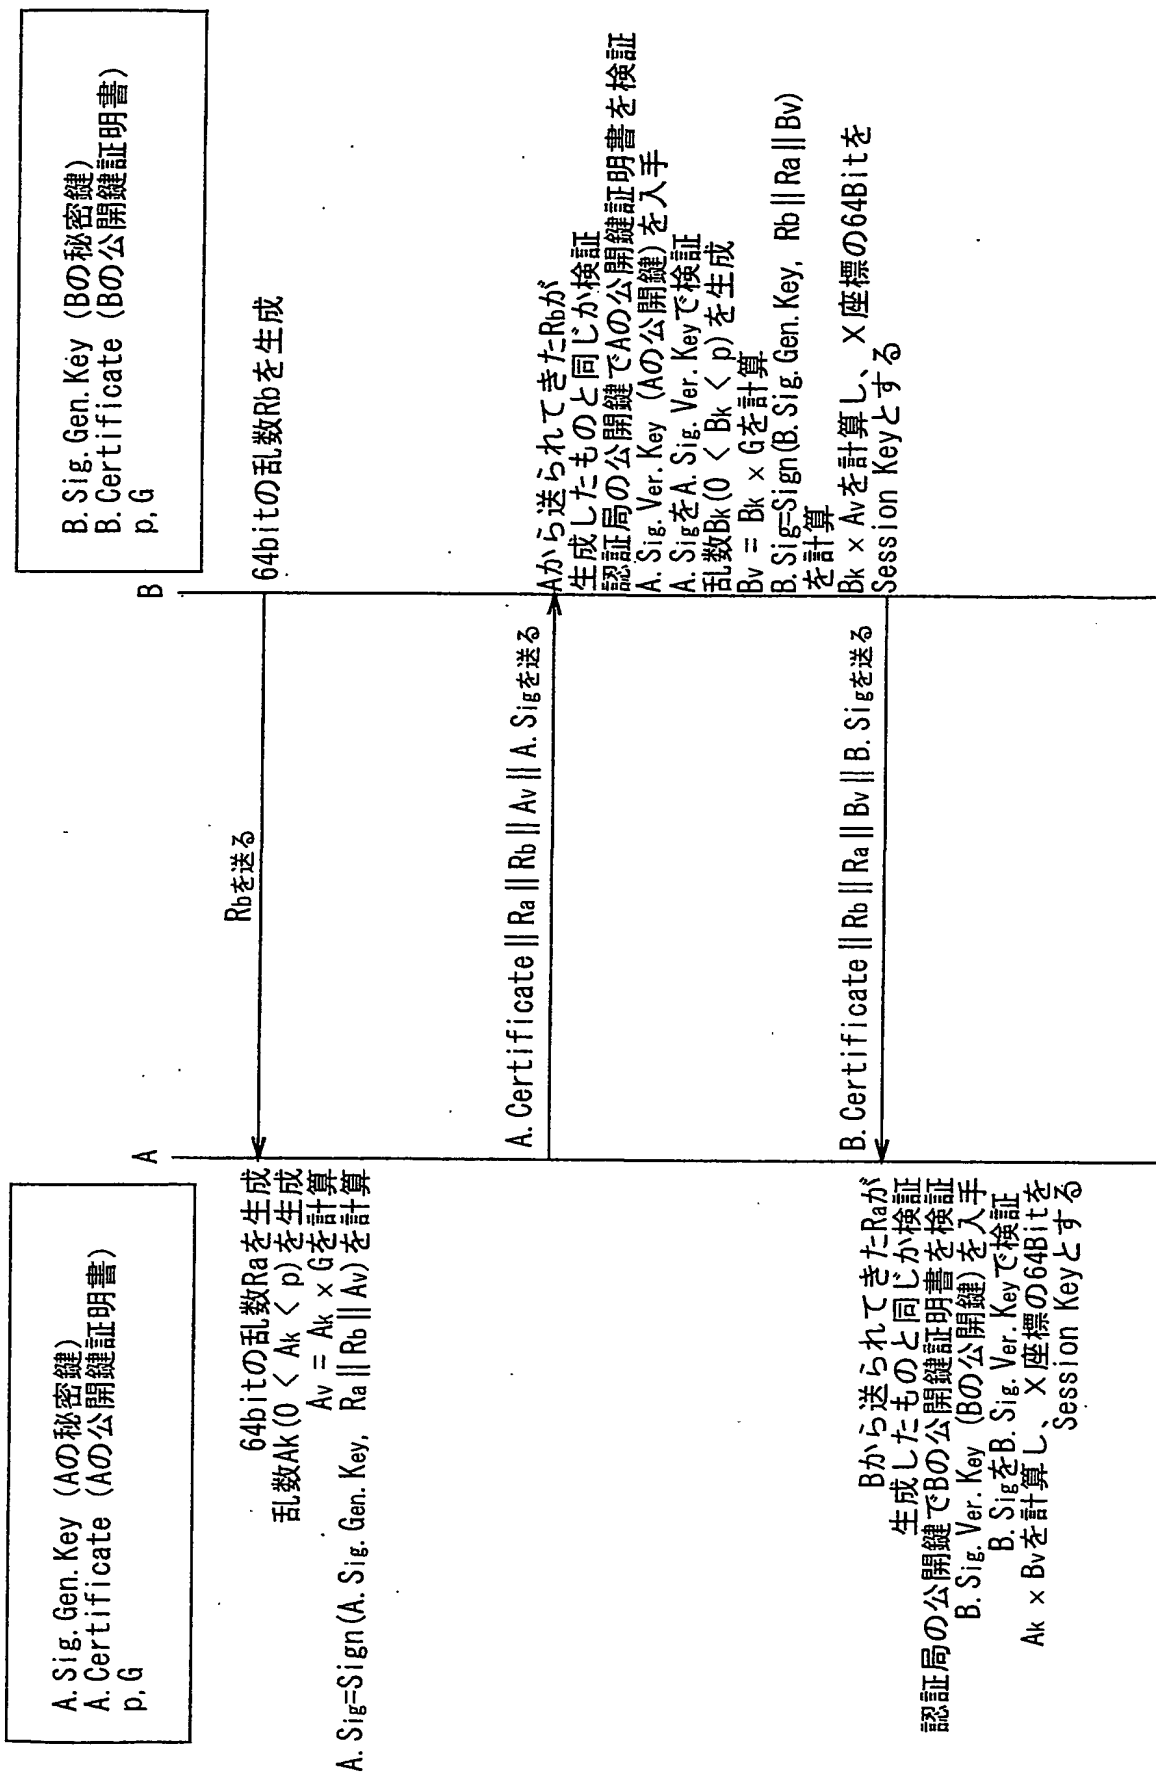 A.Sig.Gen.Key (Aの秘密鍵)
A.Certificate (Aの公開鍵証明書)
p,G
B.Sig.Gen.Key (Bの秘密鍵)
B.Certificate (Bの公開鍵証明書)
p,G
A
B
64bitの乱数Rbを生成
Rbを送る
64bitの乱数Raを生成
乱数Ak(0 < Ak < p)を生成
Av = Ak × Gを計算
A.Sig=Sign(A.Sig.Gen.Key, Ra||Rb||Av)を計算
A.Certificate||Ra||Rb||Av||A.Sigを送る
Aから送られてきたRbが
生成したものと同じか検証
認証局の公開鍵でAの公開鍵証明書を検証
A.Sig.Ver.Key (Aの公開鍵)を入手
A.SigをA.Sig.Ver.Keyで検証
乱数Bk(0 < Bk < p)を生成
Bv = Bk × Gを計算
B.Sig=Sign(B.Sig.Gen.Key, Rb||Ra||Bv)
を計算
Bk × Avを計算し、X座標の64Bitを
Session Keyとする
B.Certificate||Rb||Ra||Bv||B.Sigを送る
Bから送られてきたRaが
生成したものと同じか検証
認証局の公開鍵でBの公開鍵証明書を検証
B.Sig.Ver.Key (Bの公開鍵)を入手
B.SigをB.Sig.Ver.Keyで検証
Ak × Bvを計算し、X座標の64Bitを
Session Keyとする